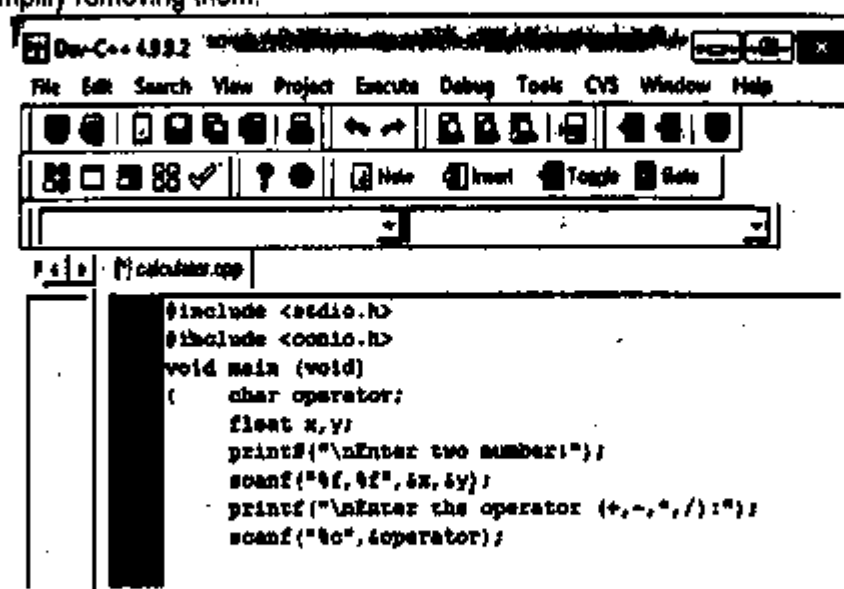 removing them.
Dev-C++ 4.9.9.2
File Edit Search View Project Execute Debug Tools CVS Window Help
New Insert Toggle Goto
calculator.cpp
#include <stdio.h>
#include <conio.h>
void main (void)
{ char operator;
float x,y;
printf("\nEnter two number:");
scanf("%f,%f",&x,&y);
printf("\nEnter the operator (+,-,*,/):");
scanf("%c",&operator);